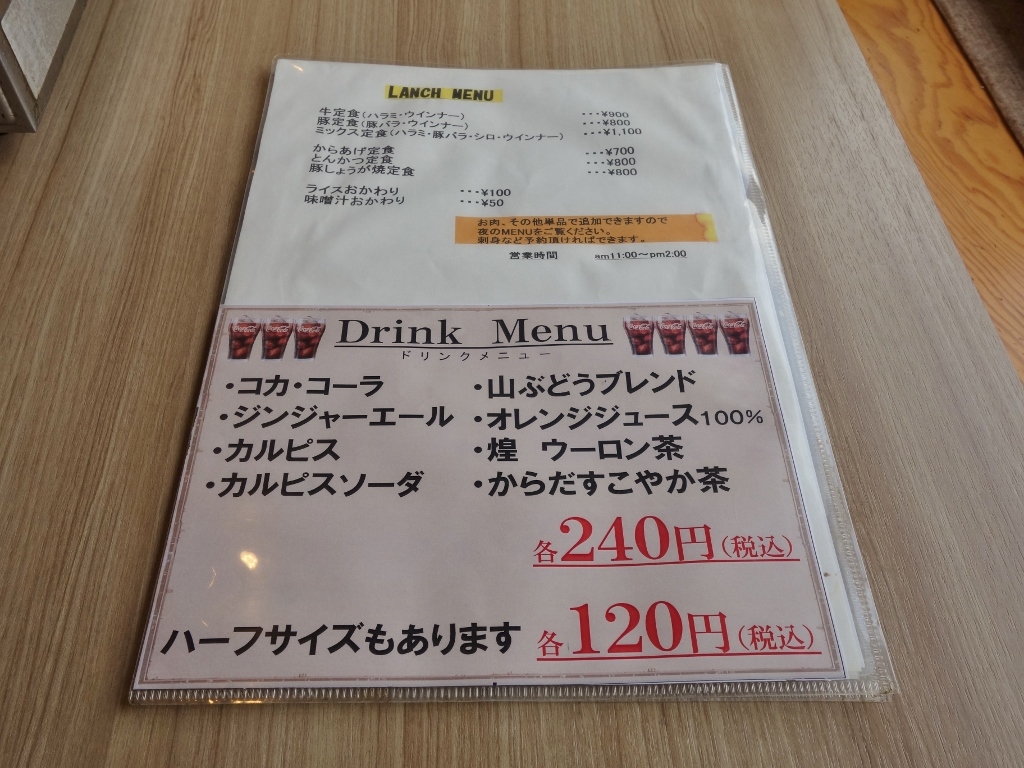 LANCH MENU
牛定食(ハラミ・ウインナー) ・・・¥900
豚定食(豚バラ・ウインナー) ・・・¥800
ミックス定食(ハラミ・豚バラ・シロ・ウインナー) ・・・¥1,100
からあげ定食 ・・・¥700
とんかつ定食 ・・・¥800
豚しょうが焼定食 ・・・¥800
ライスおかわり ・・・¥100
味噌汁おかわり ・・・¥50
お肉、その他単品で追加できますので
夜のMENUをご覧ください。
刺身など予約頂ければできます。
営業時間 am11:00～pm2:00
Drink Menu
ドリンクメニュー
・コカ・コーラ ・山ぶどうブレンド
・ジンジャーエール ・オレンジジュース100%
・カルピス ・煌 ウーロン茶
・カルピスソーダ ・からだすこやか茶
各240円(税込)
ハーフサイズもあります 各120円(税込)